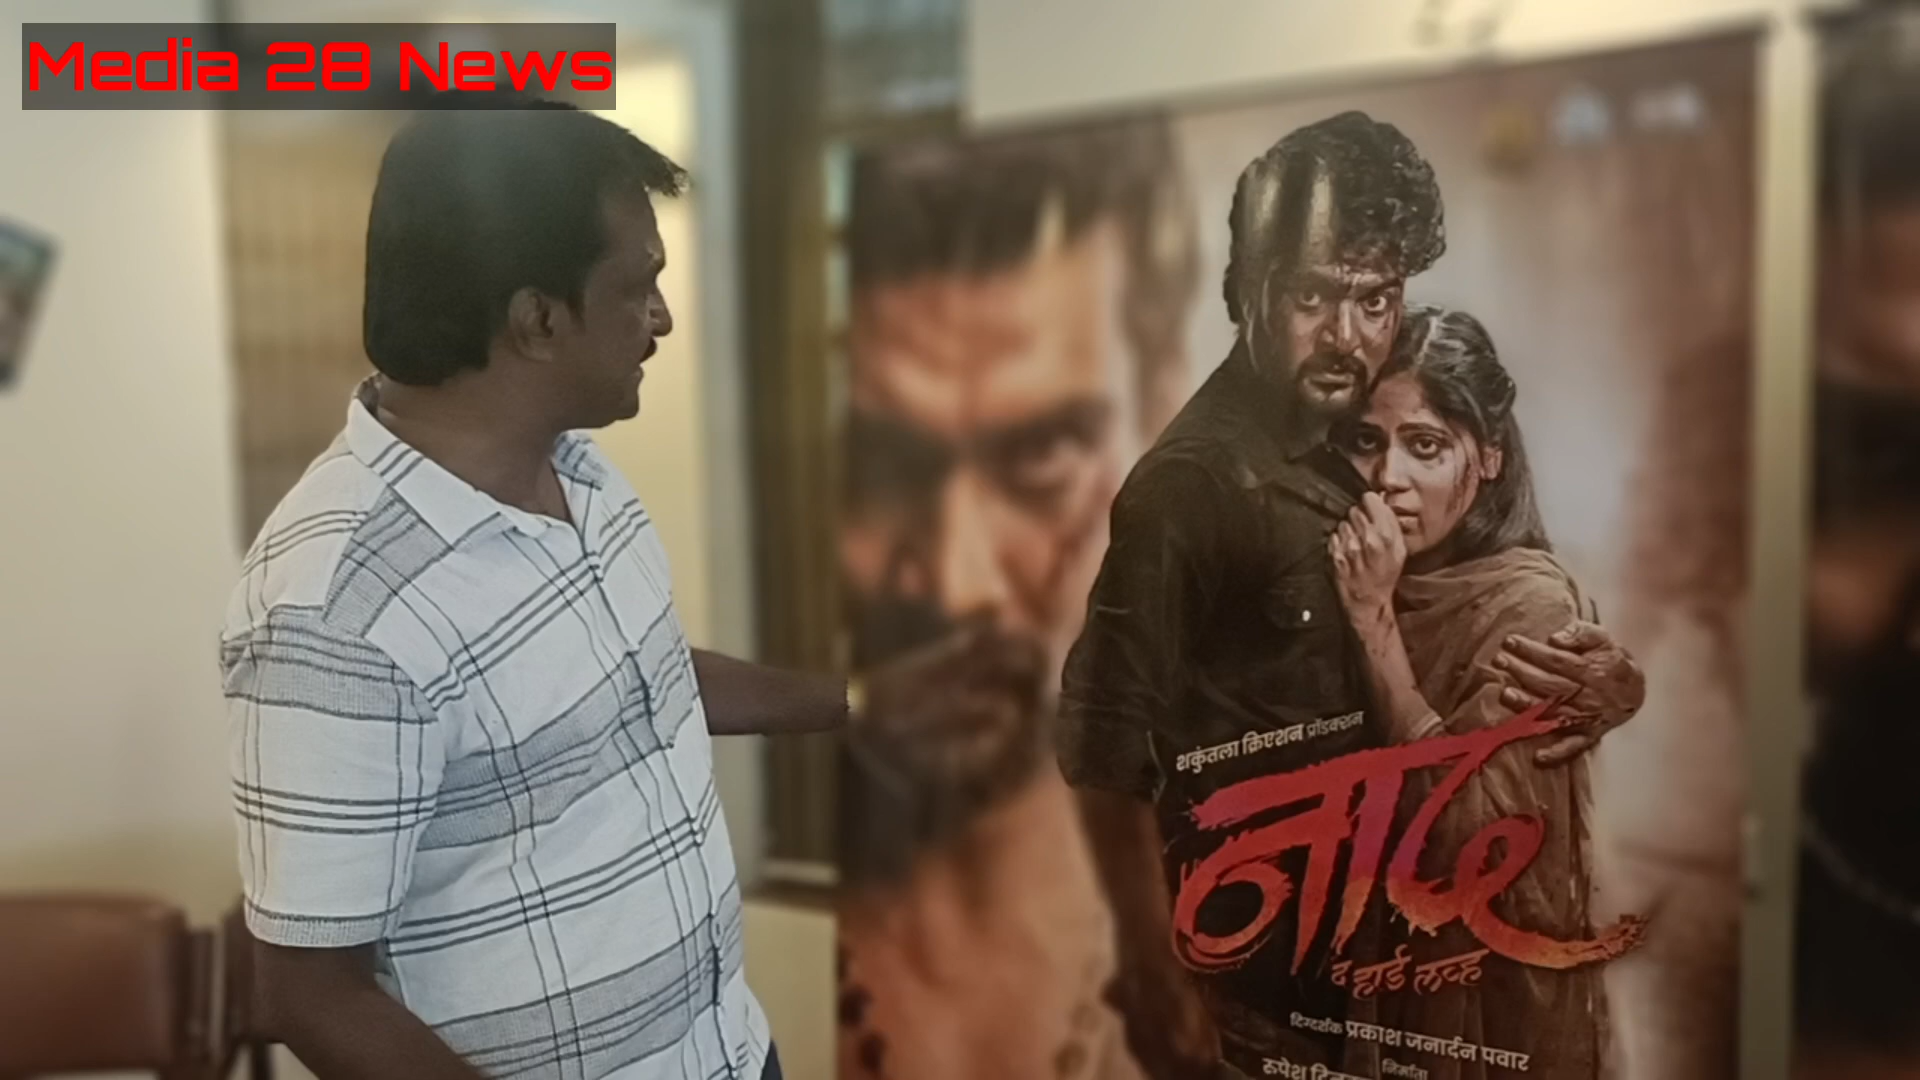 Media 28 News
शकुंतला क्रिएशन प्रॉडक्शन
नाद
द हार्ड लव्ह
दिग्दर्शक प्रकाश जनार्दन पवार
निर्माता
रुपेश